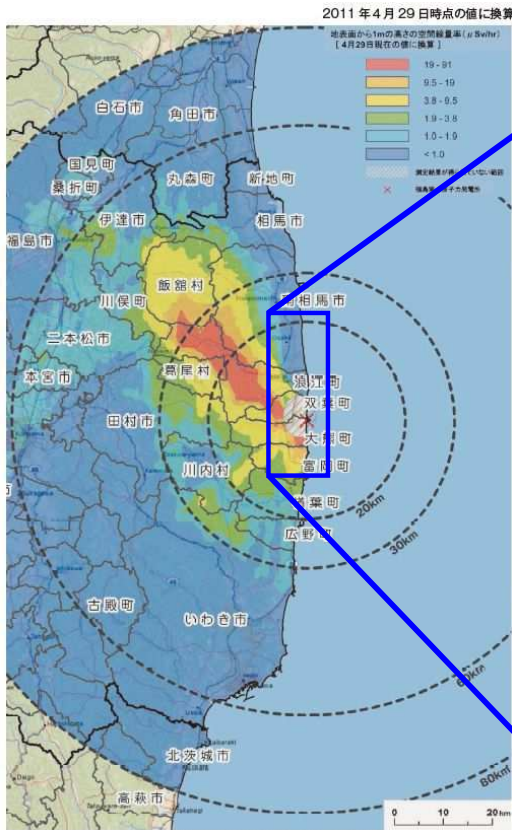 2011年4月29日時点の値に換算
地表面から1mの高さの空間線量率(μSv/hr)
[ 4月29日現在の値に換算 ]
19 - 91
9.5 - 19
3.8 - 9.5
1.9 - 3.8
1.0 - 1.9
< 1.0
白石市
角田市
国見町
桑折町
丸森町
新地町
伊達市
相馬市
福島市
飯舘村
川俣町
南相馬市
二本松市
葛尾村
浪江町
本宮市
双葉町
田村市
大熊町
川内村
富岡町
楢葉町
20km
広野町
30km
古殿町
いわき市
60km
北茨城市
80km
高萩市
0 10 20 km